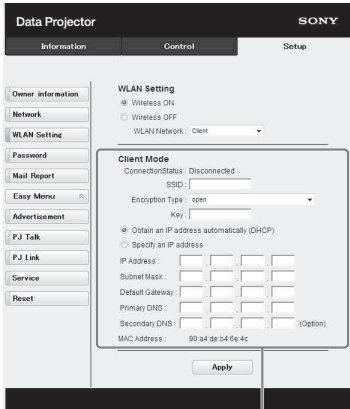 Data Projector
SONY
Information
Control
Setup
Owner information
Network
WLAN Setting
Password
Mail Report
Easy Menu
Advertisement
PJ Talk
PJ Link
Service
Reset
WLAN Setting
Wireless ON
Wireless OFF
WLAN Network : Client
Client Mode
ConnectionStatus : Disconnected
SSID :
Encryption Type : open
Key :
Obtain an IP address automatically (DHCP)
Specify an IP address
IP Address :
Subnet Mask :
Default Gateway :
Primary DNS :
Secondary DNS : (Option)
MAC Address : 90:a4:de:b4:6e:4c
Apply